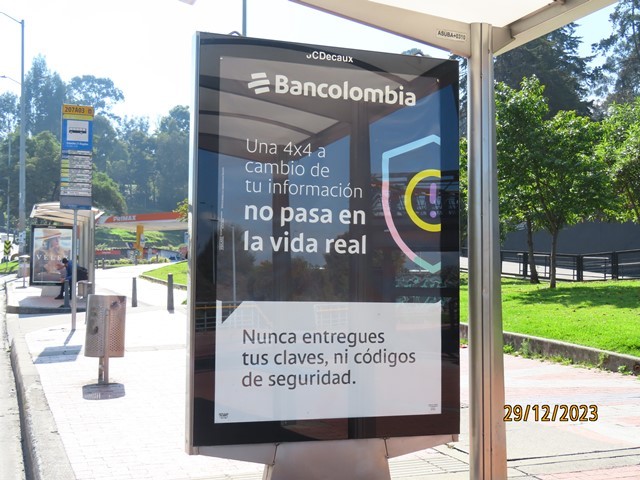 JCDecaux
Bancolombia
Una 4x4 a
cambio de
tu información
no pasa en
la vida real
Nunca entregues
tus claves, ni códigos
de seguridad.
29/12/2023